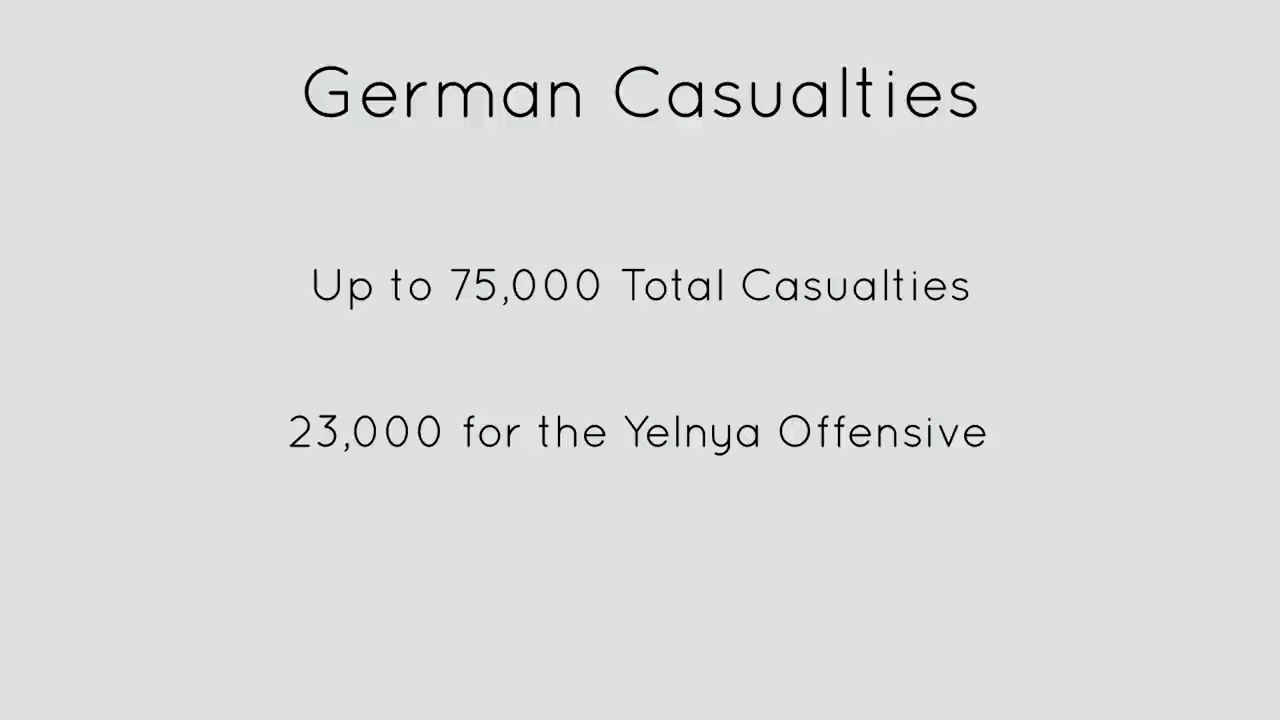 German Casualties
Up to 75,000 Total Casualties
23,000 for the Yelnya Offensive